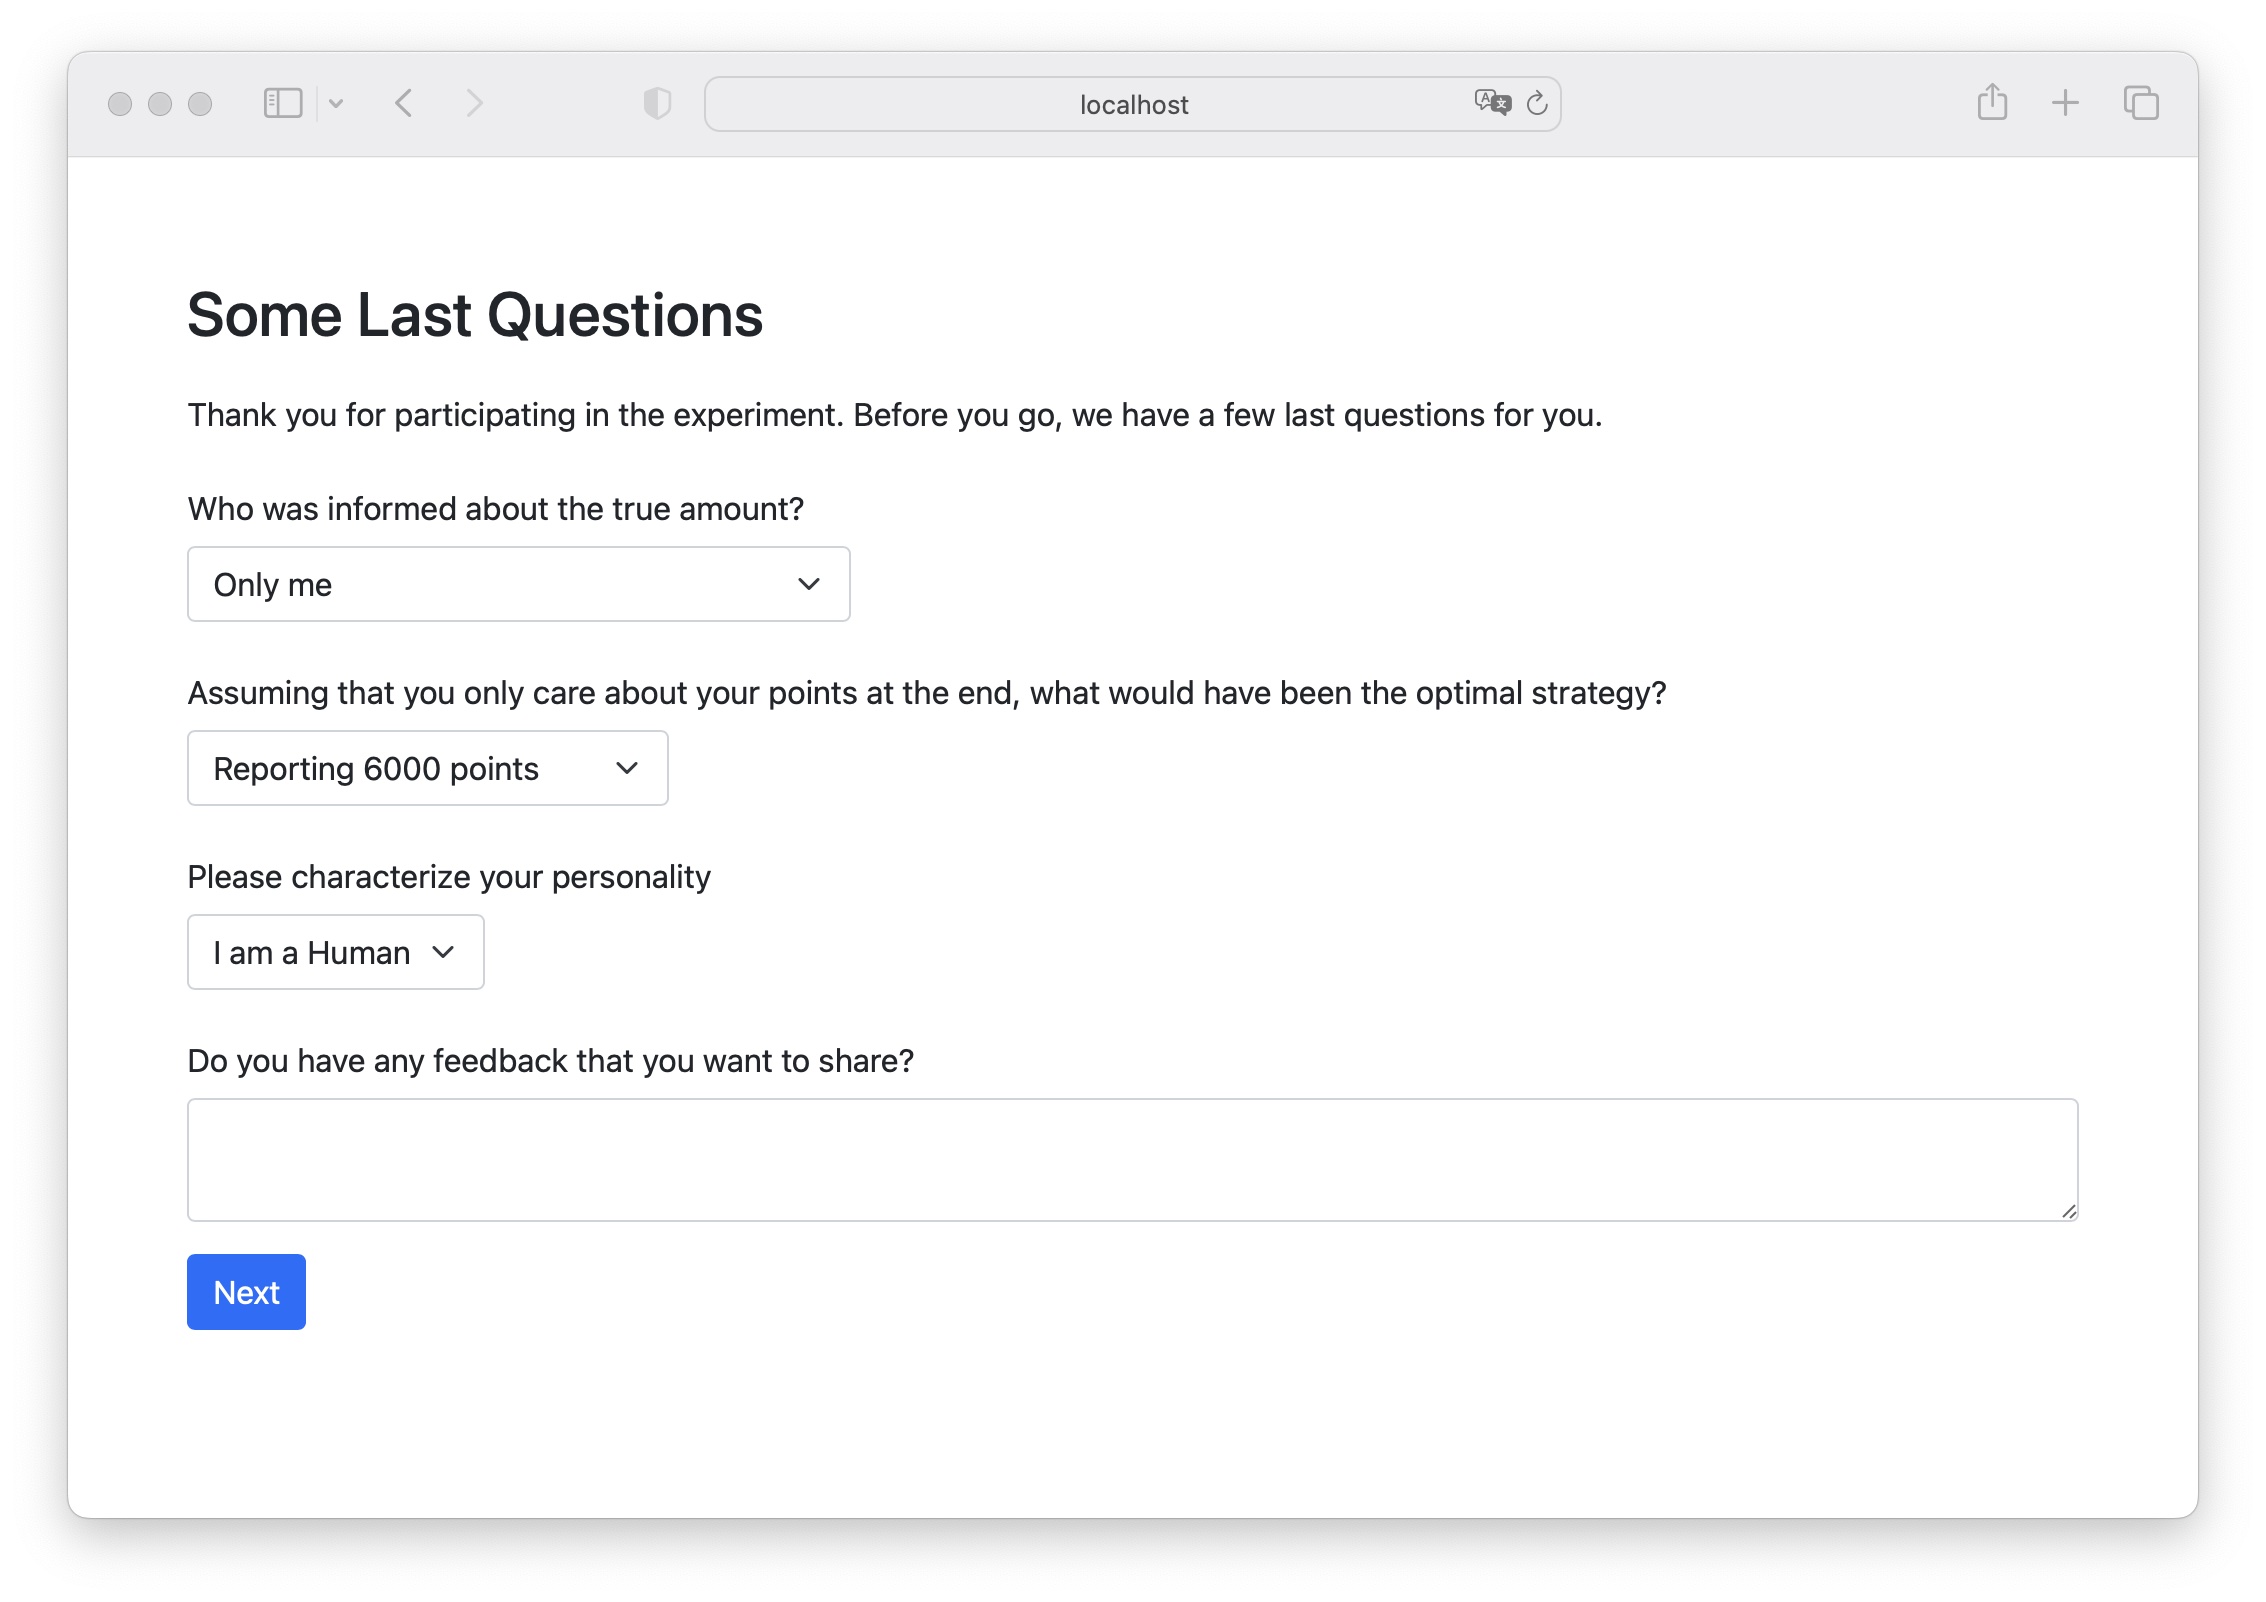 localhost
Some Last Questions
Thank you for participating in the experiment. Before you go, we have a few last questions for you.
Who was informed about the true amount?
Only me
Assuming that you only care about your points at the end, what would have been the optimal strategy?
Reporting 6000 points
Please characterize your personality
I am a Human
Do you have any feedback that you want to share?
Next